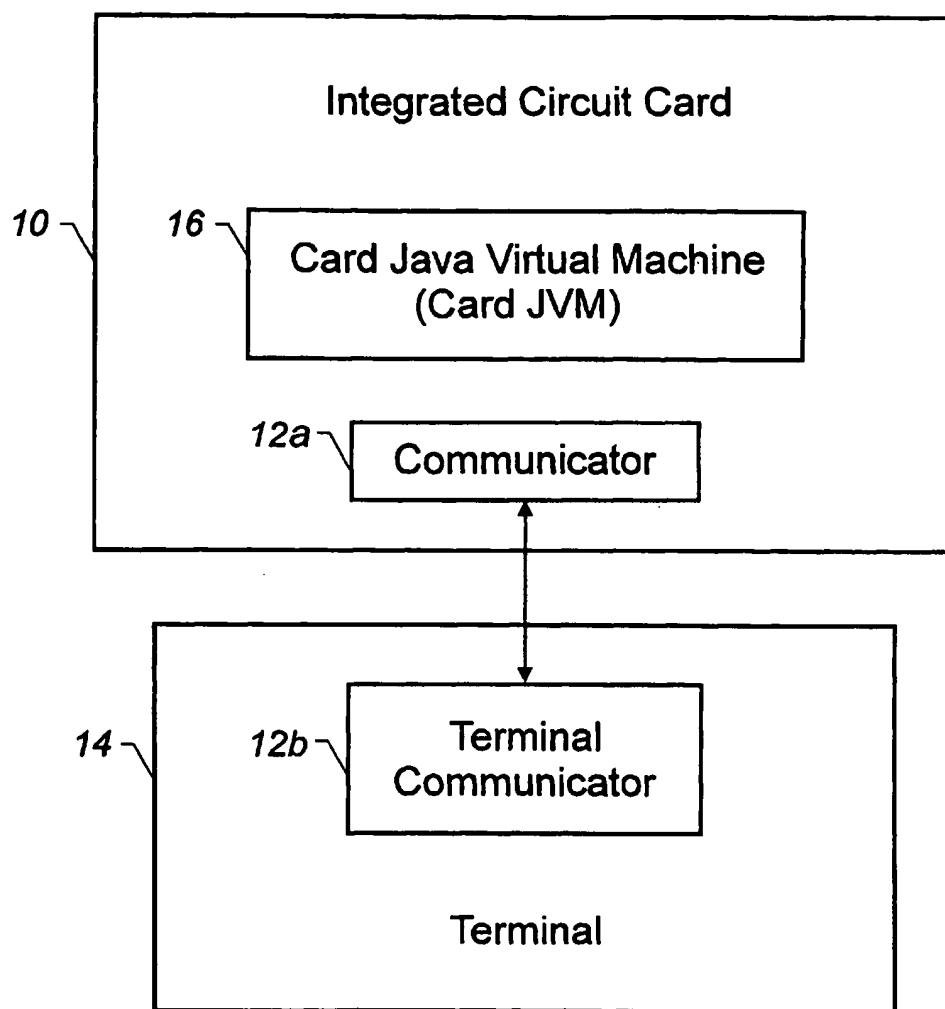 Integrated Circuit Card
10
16
Card Java Virtual Machine
(Card JVM)
12a
Communicator
14
12b
Terminal
Communicator
Terminal